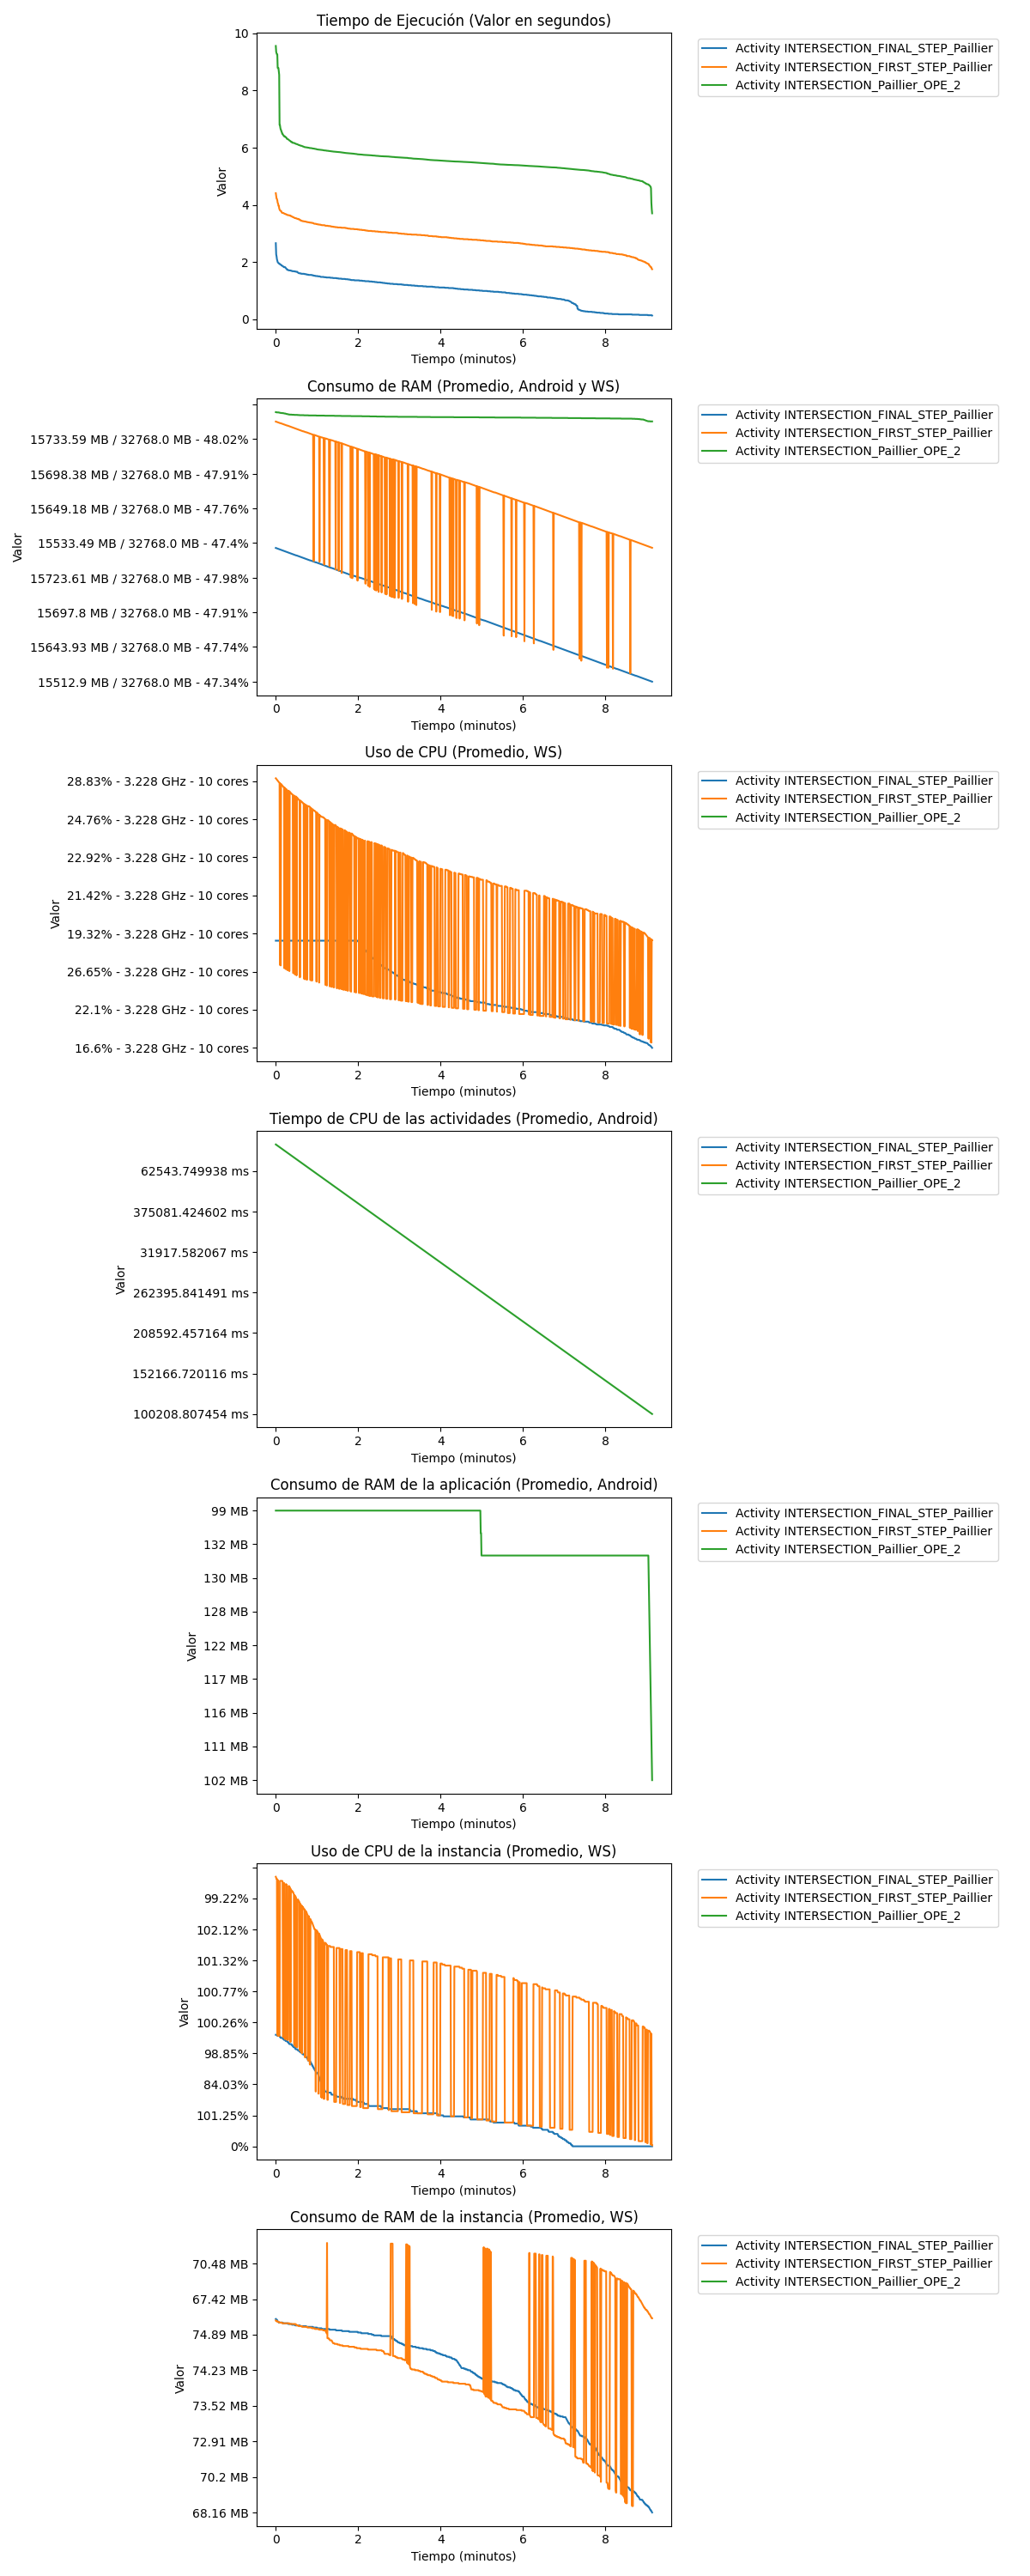 Tiempo de Ejecución (Valor en segundos)
10
8
6
4
2
0
Valor
0 2 4 6 8
Tiempo (minutos)
Activity INTERSECTION_FINAL_STEP_Paillier
Activity INTERSECTION_FIRST_STEP_Paillier
Activity INTERSECTION_Paillier_OPE_2
Consumo de RAM (Promedio, Android y WS)
15733.59 MB / 32768.0 MB - 48.02%
15698.38 MB / 32768.0 MB - 47.91%
15649.18 MB / 32768.0 MB - 47.76%
15533.49 MB / 32768.0 MB - 47.4%
15723.61 MB / 32768.0 MB - 47.98%
15697.8 MB / 32768.0 MB - 47.91%
15643.93 MB / 32768.0 MB - 47.74%
15512.9 MB / 32768.0 MB - 47.34%
Valor
0 2 4 6 8
Tiempo (minutos)
Activity INTERSECTION_FINAL_STEP_Paillier
Activity INTERSECTION_FIRST_STEP_Paillier
Activity INTERSECTION_Paillier_OPE_2
Uso de CPU (Promedio, WS)
28.83% - 3.228 GHz - 10 cores
24.76% - 3.228 GHz - 10 cores
22.92% - 3.228 GHz - 10 cores
21.42% - 3.228 GHz - 10 cores
19.32% - 3.228 GHz - 10 cores
26.65% - 3.228 GHz - 10 cores
22.1% - 3.228 GHz - 10 cores
16.6% - 3.228 GHz - 10 cores
Valor
0 2 4 6 8
Tiempo (minutos)
Activity INTERSECTION_FINAL_STEP_Paillier
Activity INTERSECTION_FIRST_STEP_Paillier
Activity INTERSECTION_Paillier_OPE_2
Tiempo de CPU de las actividades (Promedio, Android)
62543.749938 ms
375081.424602 ms
31917.582067 ms
262395.841491 ms
208592.457164 ms
152166.720116 ms
100208.807454 ms
Valor
0 2 4 6 8
Tiempo (minutos)
Activity INTERSECTION_FINAL_STEP_Paillier
Activity INTERSECTION_FIRST_STEP_Paillier
Activity INTERSECTION_Paillier_OPE_2
Consumo de RAM de la aplicación (Promedio, Android)
99 MB
132 MB
130 MB
128 MB
122 MB
117 MB
116 MB
111 MB
102 MB
Valor
0 2 4 6 8
Tiempo (minutos)
Activity INTERSECTION_FINAL_STEP_Paillier
Activity INTERSECTION_FIRST_STEP_Paillier
Activity INTERSECTION_Paillier_OPE_2
Uso de CPU de la instancia (Promedio, WS)
99.22%
102.12%
101.32%
100.77%
100.26%
98.85%
84.03%
101.25%
0%
Valor
0 2 4 6 8
Tiempo (minutos)
Activity INTERSECTION_FINAL_STEP_Paillier
Activity INTERSECTION_FIRST_STEP_Paillier
Activity INTERSECTION_Paillier_OPE_2
Consumo de RAM de la instancia (Promedio, WS)
70.48 MB
67.42 MB
74.89 MB
74.23 MB
73.52 MB
72.91 MB
70.2 MB
68.16 MB
Valor
0 2 4 6 8
Tiempo (minutos)
Activity INTERSECTION_FINAL_STEP_Paillier
Activity INTERSECTION_FIRST_STEP_Paillier
Activity INTERSECTION_Paillier_OPE_2